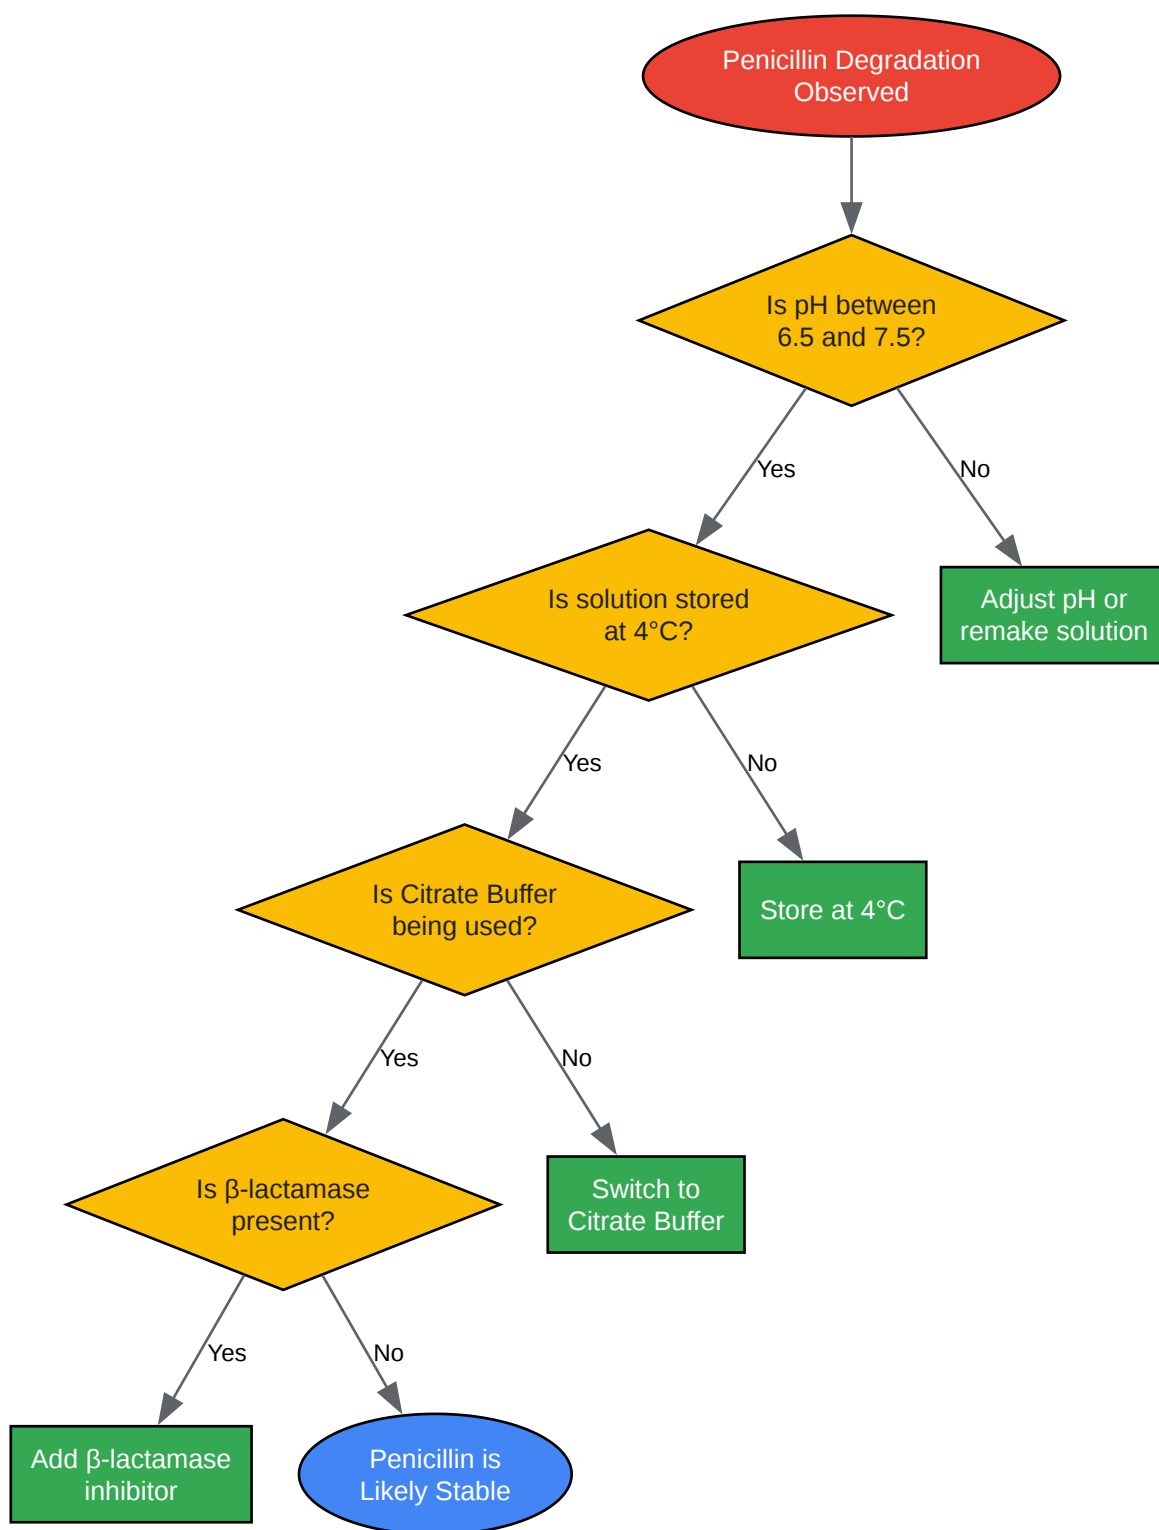 Penicillin Degradation
Observed
Is pH between
6.5 and 7.5?
Yes
No
Is solution stored
at 4°C?
Adjust pH or
remake solution
Yes
No
Is Citrate Buffer
being used?
Store at 4°C
Yes
No
Is β-lactamase
present?
Switch to
Citrate Buffer
Yes
No
Add β-lactamase
inhibitor
Penicillin is
Likely Stable